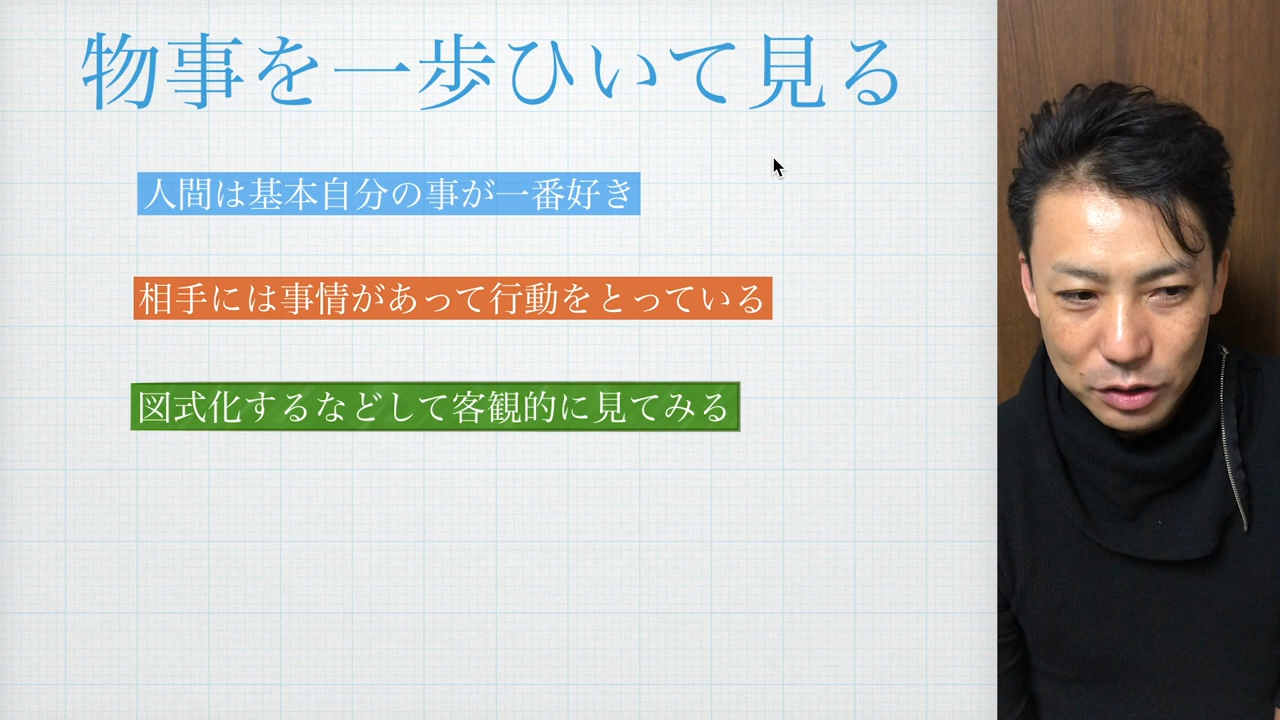 物事を一歩ひいて見る
人間は基本自分の事が一番好き
相手には事情があって行動をとっている
図式化するなどして客観的に見てみる